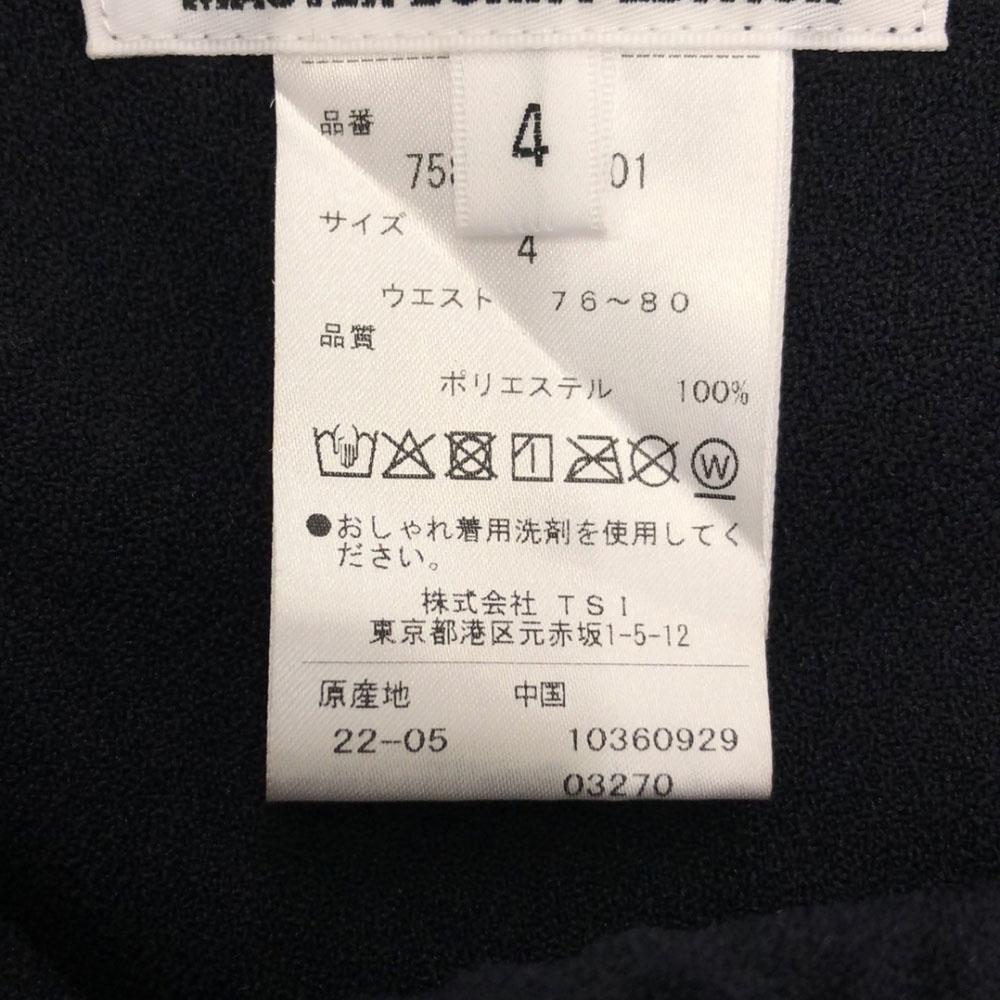 4
品番
75 01
サイズ
4
ウエスト 76～80
品質
ポリエステル 100%
W
●おしゃれ着用洗剤を使用してく
ださい。
株式会社 TSI
東京都港区元赤坂1-5-12
原産地 中国
22-05 10360929
03270